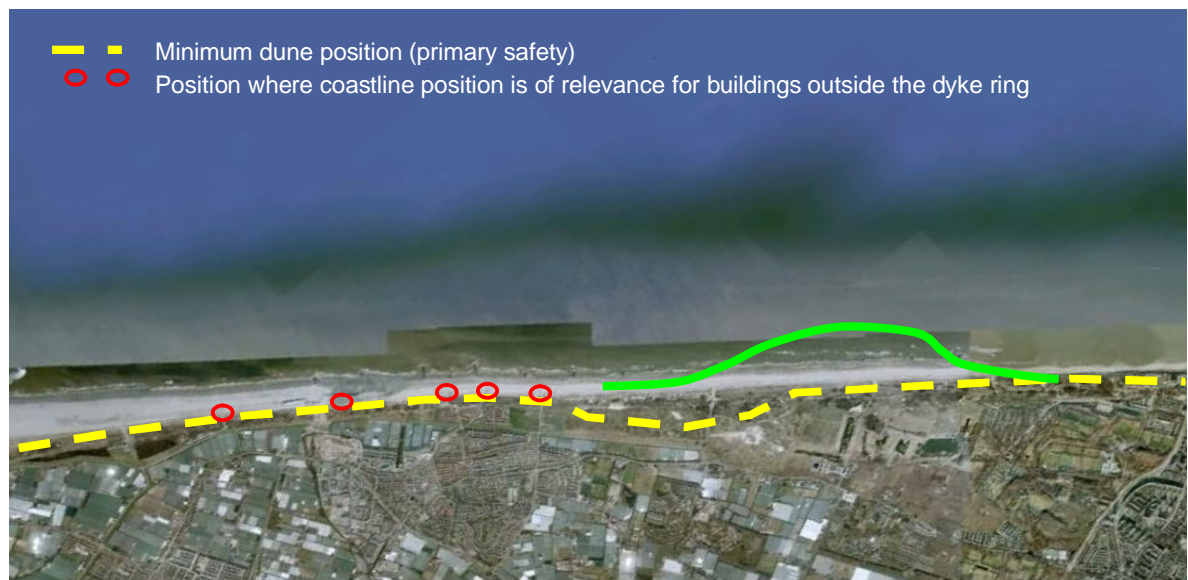 Minimum dune position (primary safety)
Position where coastline position is of relevance for buildings outside the dyke ring